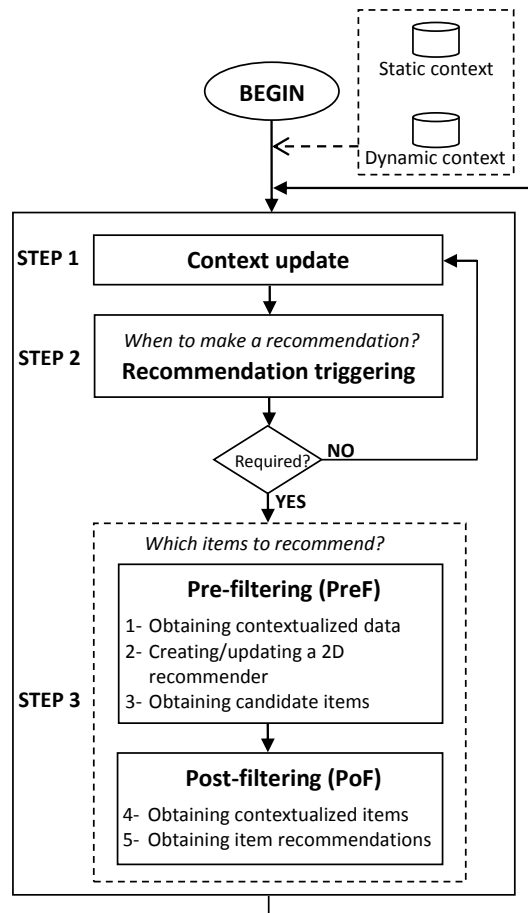 Static context
BEGIN
Dynamic context
STEP 1
Context update
When to make a recommendation?
STEP 2
Recommendation triggering
Required?
NO
YES
Which items to recommend?
Pre-filtering (PreF)
1- Obtaining contextualized data
2- Creating/updating a 2D
recommender
STEP 3
3- Obtaining candidate items
Post-filtering (PoF)
4- Obtaining contextualized items
5- Obtaining item recommendations